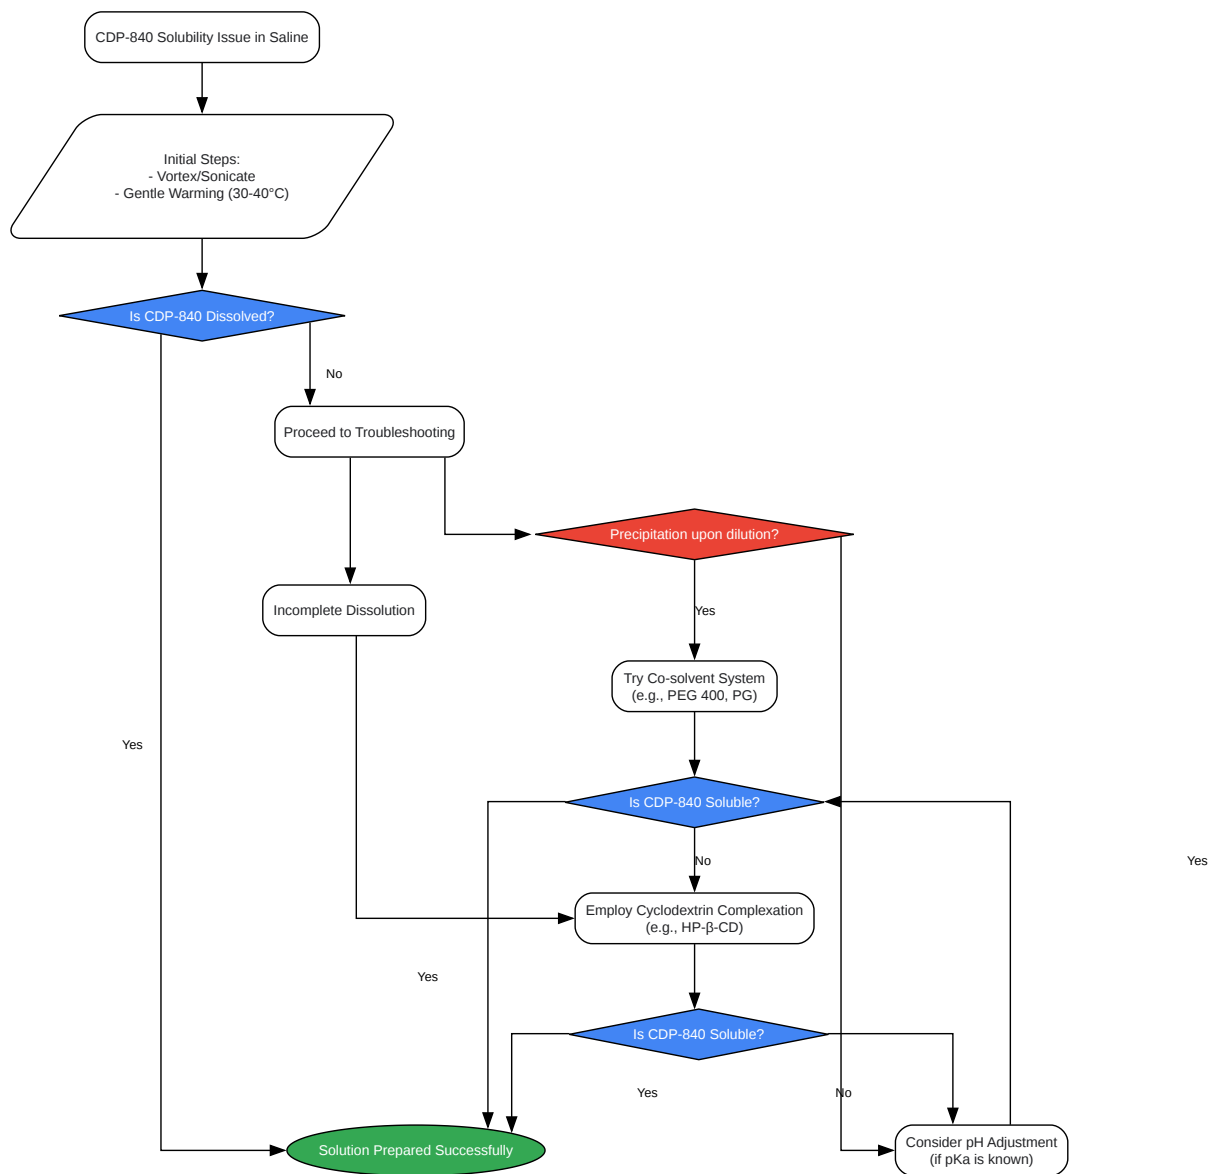 CDP-840 Solubility Issue in Saline
Initial Steps:
- Vortex/Sonicate
- Gentle Warming (30-40°C)
Is CDP-840 Dissolved?
No
Proceed to Troubleshooting
Precipitation upon dilution?
Incomplete Dissolution
Yes
Try Co-solvent System
(e.g., PEG 400, PG)
Yes
Is CDP-840 Soluble?
No
Yes
Employ Cyclodextrin Complexation
(e.g., HP-β-CD)
Yes
Is CDP-840 Soluble?
Yes
No
Solution Prepared Successfully
Consider pH Adjustment
(if pKa is known)